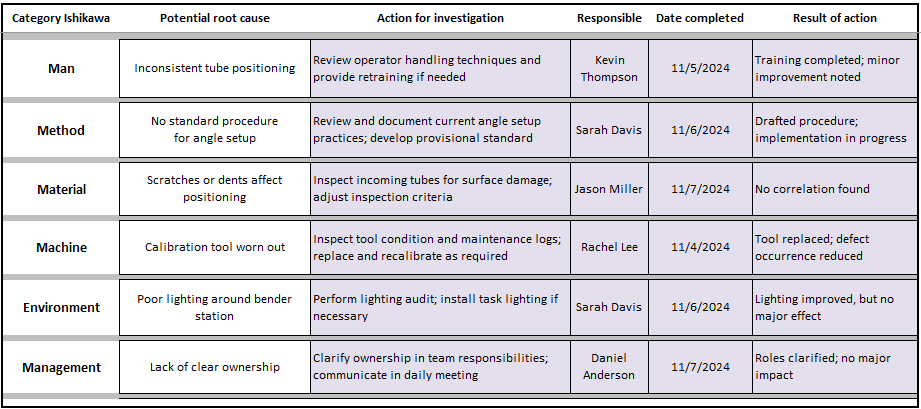 Category Ishikawa Potential root cause Action for investigation Responsible Date completed Result of action
Man
Inconsistent tube positioning
Review operator handling techniques and
provide retraining if needed
Kevin
Thompson
11/5/2024
Training completed; minor
improvement noted
Method
No standard procedure
for angle setup
Review and document current angle setup
practices; develop provisional standard
Sarah Davis
11/6/2024
Drafted procedure;
implementation in progress
Material
Scratches or dents affect
positioning
Inspect incoming tubes for surface damage;
adjust inspection criteria
Jason Miller
11/7/2024
No correlation found
Machine
Calibration tool worn out
Inspect tool condition and maintenance logs;
replace and recalibrate as required
Rachel Lee
11/4/2024
Tool replaced; defect
occurrence reduced
Environment
Poor lighting around bender
station
Perform lighting audit; install task lighting if
necessary
Sarah Davis
11/6/2024
Lighting improved, but no
major effect
Management
Lack of clear ownership
Clarify ownership in team responsibilities;
communicate in daily meeting
Daniel
Anderson
11/7/2024
Roles clarified; no major
impact